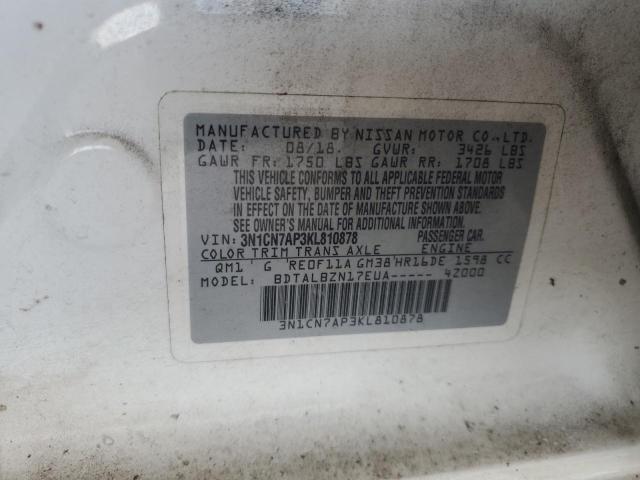 MANUFACTURED BY NISSAN MOTOR CO.,LTD.
DATE: 08/18. GVWR: 3426 LBS
GAWR FR: 1750 LBS GAWR RR: 1708 LBS
THIS VEHICLE CONFORMS TO ALL APPLICABLE FEDERAL MOTOR
VEHICLE SAFETY, BUMPER AND THEFT PREVENTION STANDARDS
IN EFFECT ON THE DATE OF MANUFACTURE SHOWN ABOVE.
SEE OWNER'S MANUAL FOR ADDITIONAL INFORMATION
VIN: 3N1CN7AP3KL810878 PASSENGER CAR.
COLOR TRIM TRANS AXLE ENGINE
QM1 G RE0F11A GM38 HR16DE 1598 CC
MODEL: BDTALBZN17EUA----- 42000
3N1CN7AP3KL810878